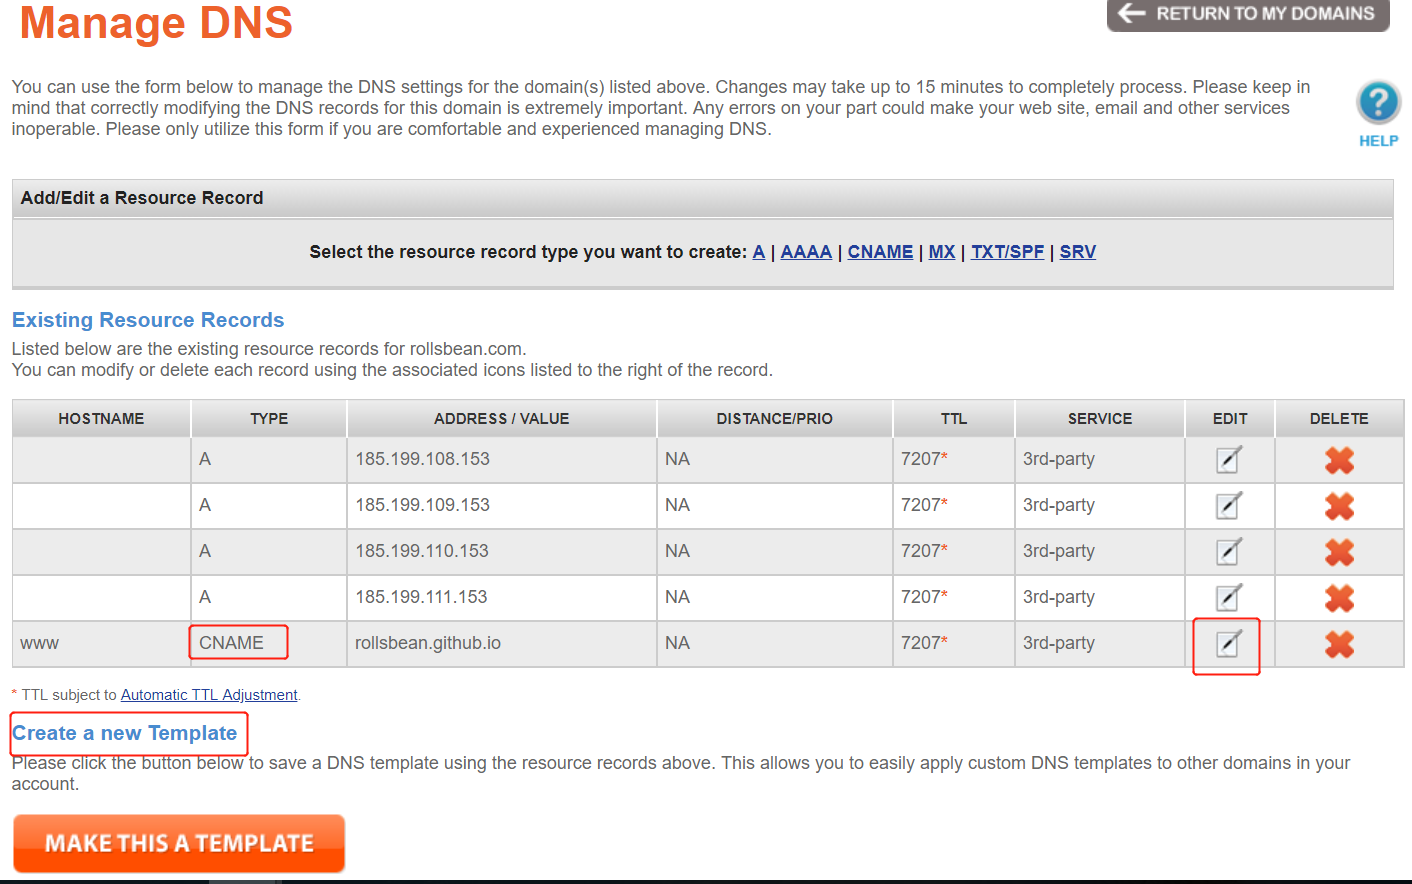 Manage DNS
RETURN TO MY DOMAINS
You can use the form below to manage the DNS settings for the domain(s) listed above. Changes may take up to 15 minutes to completely process. Please keep in
mind that correctly modifying the DNS records for this domain is extremely important. Any errors on your part could make your web site, email and other services
inoperable. Please only utilize this form if you are comfortable and experienced managing DNS.
?
HELP
Add/Edit a Resource Record
Select the resource record type you want to create: A | AAAA | CNAME | MX | TXT/SPF | SRV
Existing Resource Records
Listed below are the existing resource records for rollsbean.com.
You can modify or delete each record using the associated icons listed to the right of the record.
HOSTNAME TYPE ADDRESS / VALUE DISTANCE/PRIO TTL SERVICE EDIT DELETE
A 185.199.108.153 NA 7207* 3rd-party
A 185.199.109.153 NA 7207* 3rd-party
A 185.199.110.153 NA 7207* 3rd-party
A 185.199.111.153 NA 7207* 3rd-party
www CNAME rollsbean.github.io NA 7207* 3rd-party
* TTL subject to Automatic TTL Adjustment.
Create a new Template
Please click the button below to save a DNS template using the resource records above. This allows you to easily apply custom DNS templates to other domains in your
account.
MAKE THIS A TEMPLATE